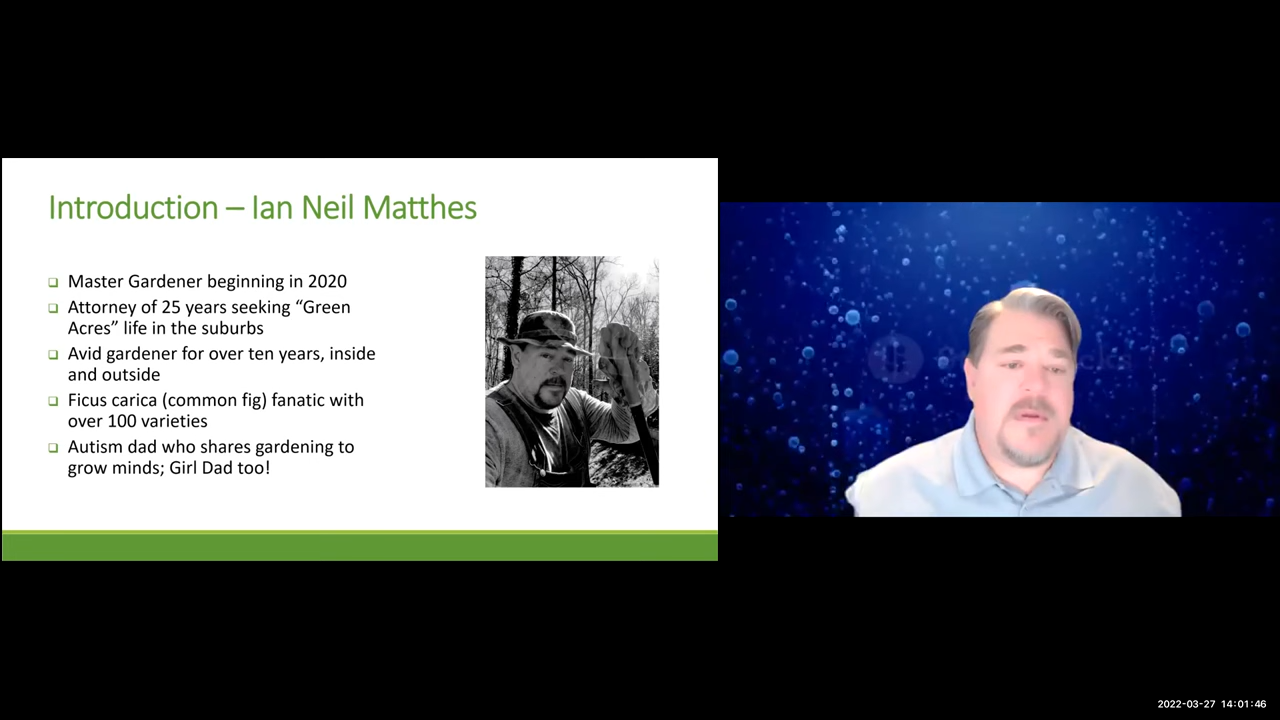 Introduction – Ian Neil Matthes
Master Gardener beginning in 2020
Attorney of 25 years seeking “Green
Acres” life in the suburbs
Avid gardener for over ten years, inside
and outside
Ficus carica (common fig) fanatic with
over 100 varieties
Autism dad who shares gardening to
grow minds; Girl Dad too!
2022-03-27 14:01:46